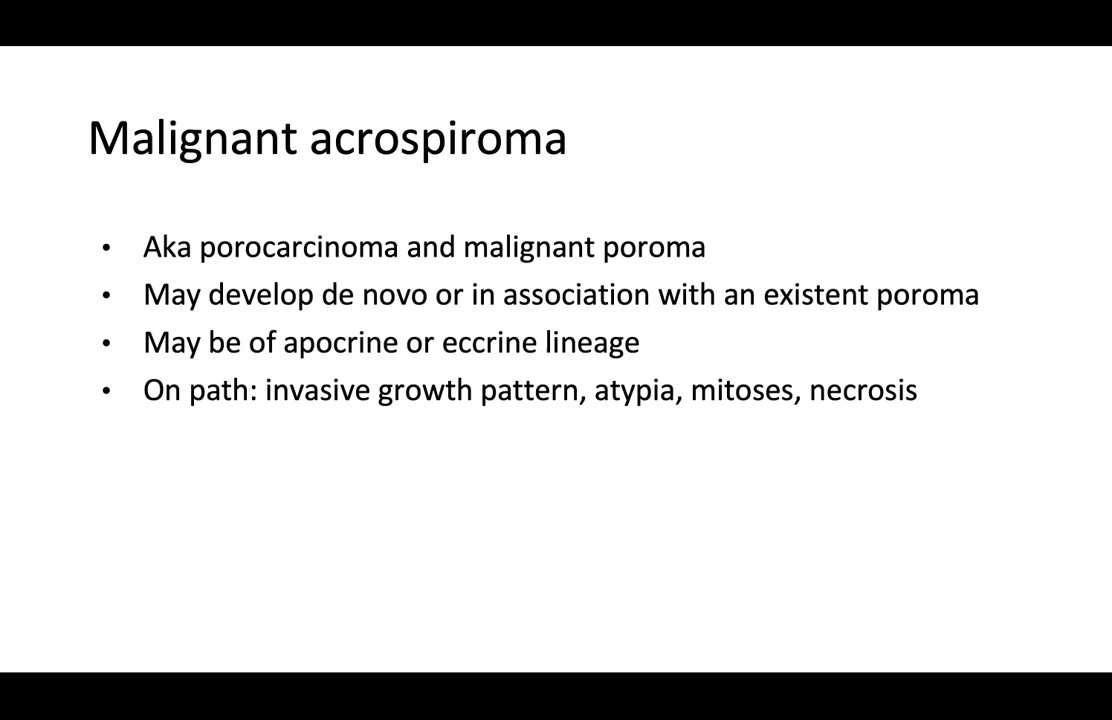 Malignant acrospiroma
• Aka porocarcinoma and malignant poroma
• May develop de novo or in association with an existent poroma
• May be of apocrine or eccrine lineage
• On path: invasive growth pattern, atypia, mitoses, necrosis